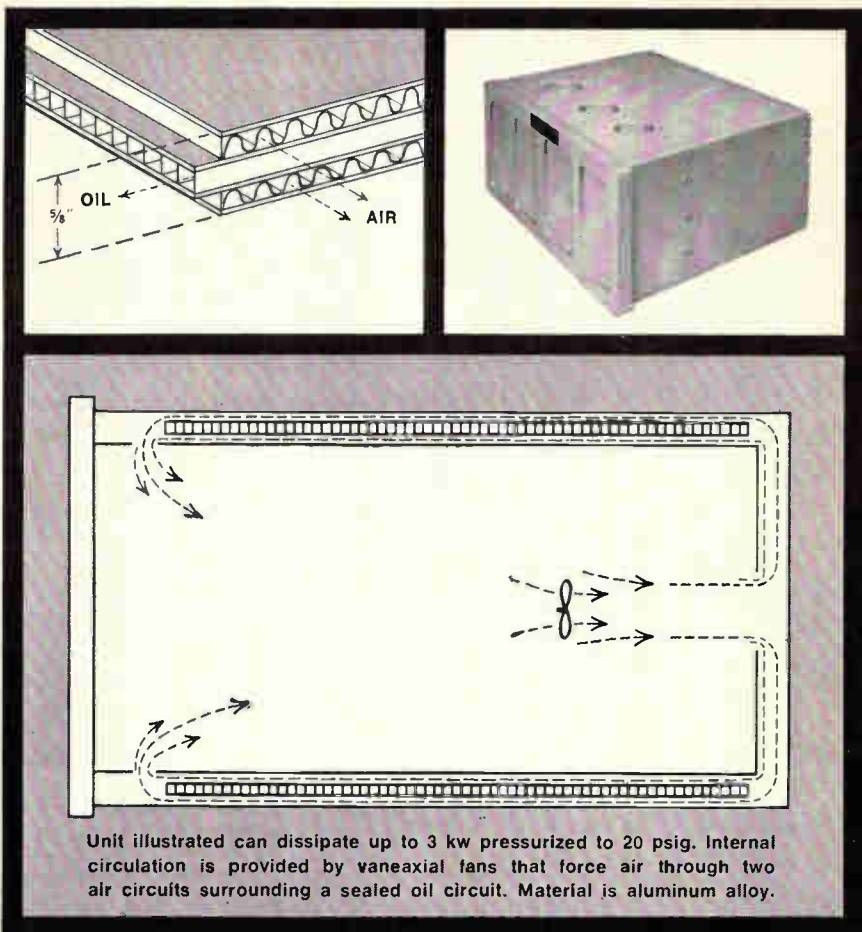 OIL
5/8"
AIR
Unit illustrated can dissipate up to 3 kw pressurized to 20 psig. Internal
circulation is provided by vaneaxial fans that force air through two
air circuits surrounding a sealed oil circuit. Material is aluminum alloy.